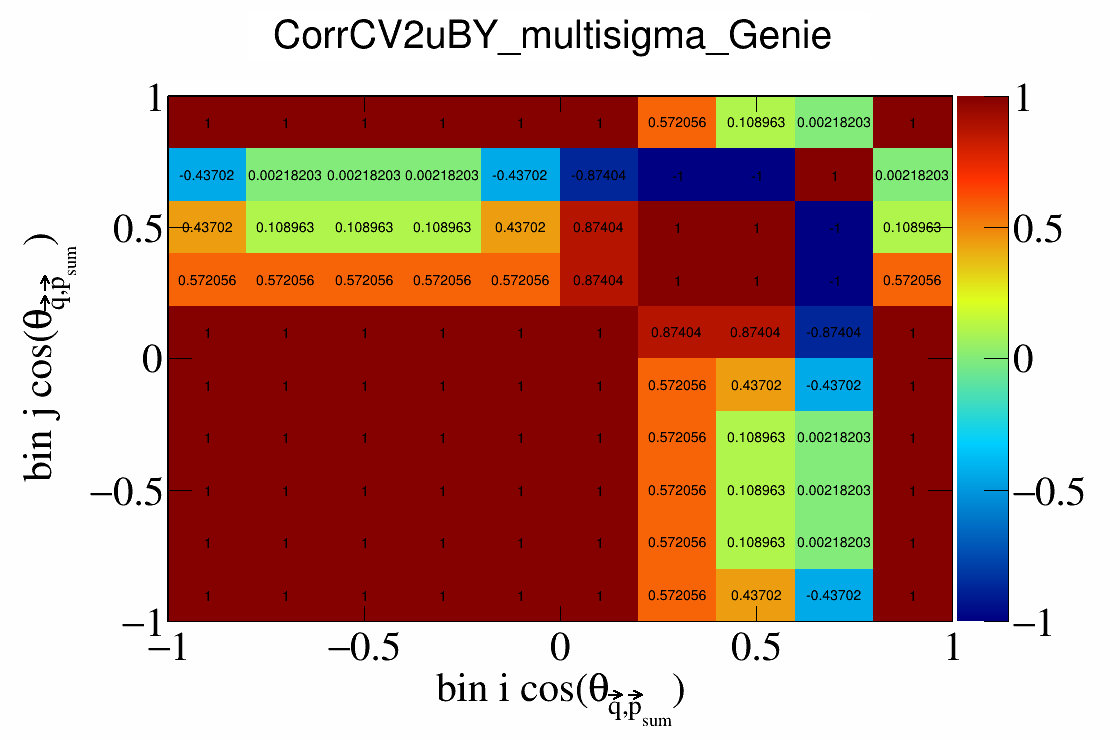 CorrCV2uBY_multisigma_Genie
1 1 1 1 1 1 1 0.572056 0.108963 0.00218203 1 1
-0.43702 0.00218203 0.00218203 0.00218203 -0.43702 -0.87404 -1 -1 1 0.00218203
0.5 0.43702 0.108963 0.108963 0.108963 0.43702 0.87404 1 1 -1 0.108963 0.5
0.572056 0.572056 0.572056 0.572056 0.572056 0.87404 1 1 -1 0.572056
1 1 1 1 1 1 0.87404 0.87404 -0.87404 1
0 0
1 1 1 1 1 1 0.572056 0.43702 -0.43702 1
1 1 1 1 1 1 0.572056 0.108963 0.00218203 1
−0.5 1 1 1 1 1 1 0.572056 0.108963 0.00218203 1 −0.5
1 1 1 1 1 1 0.572056 0.108963 0.00218203 1
1 1 1 1 1 1 0.572056 0.43702 -0.43702 1
−1 −1
−1 −0.5 0 0.5 1
bin j cos(θq,psum)
bin i cos(θq,psum)